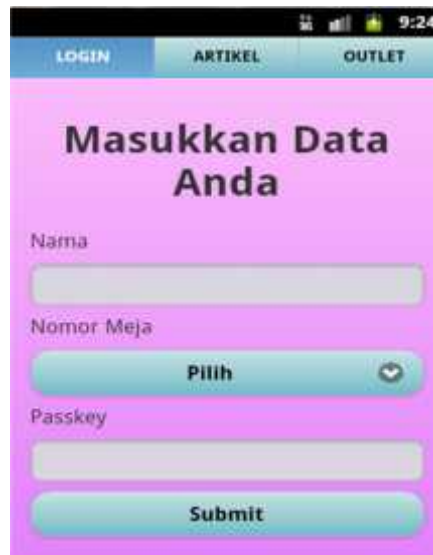 9:24
LOGIN ARTIKEL OUTLET
Masukkan Data
Anda
Nama
Nomor Meja
Pilih
Passkey
Submit